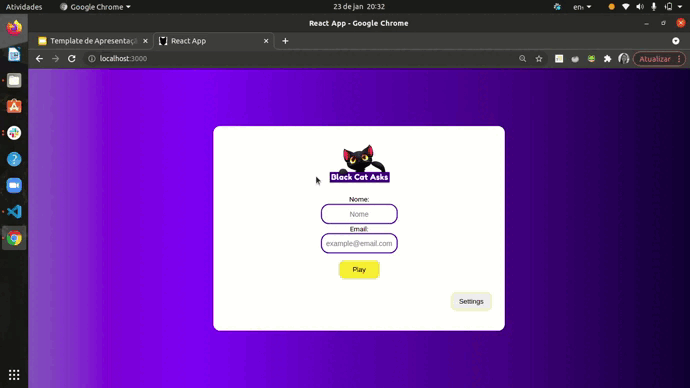 Atividades
Google Chrome
23 de jan 20:32
en₁
React App - Google Chrome
Template de Apresentaçã
React App
localhost:3000
Atualizar
Black Cat Asks
Nome:
Nome
Email:
example@email.com
Play
Settings